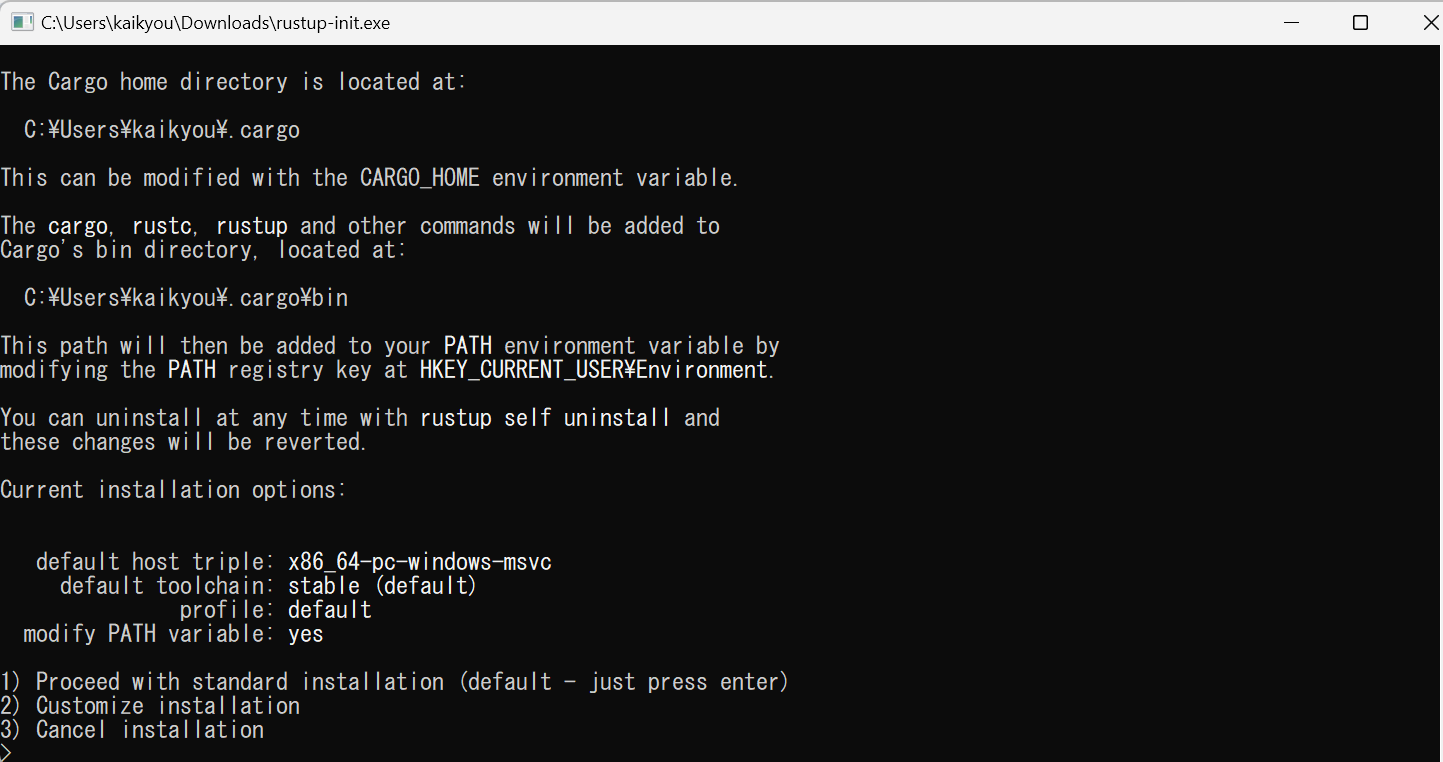 C:\Users\kaikyou\Downloads\rustup-init.exe
The Cargo home directory is located at:
C:¥Users¥kaikyou¥.cargo
This can be modified with the CARGO_HOME environment variable.
The cargo, rustc, rustup and other commands will be added to
Cargo's bin directory, located at:
C:¥Users¥kaikyou¥.cargo¥bin
This path will then be added to your PATH environment variable by
modifying the PATH registry key at HKEY_CURRENT_USER¥Environment.
You can uninstall at any time with rustup self uninstall and
these changes will be reverted.
Current installation options:
default host triple: x86_64-pc-windows-msvc
default toolchain: stable (default)
profile: default
modify PATH variable: yes
1) Proceed with standard installation (default - just press enter)
2) Customize installation
3) Cancel installation
>